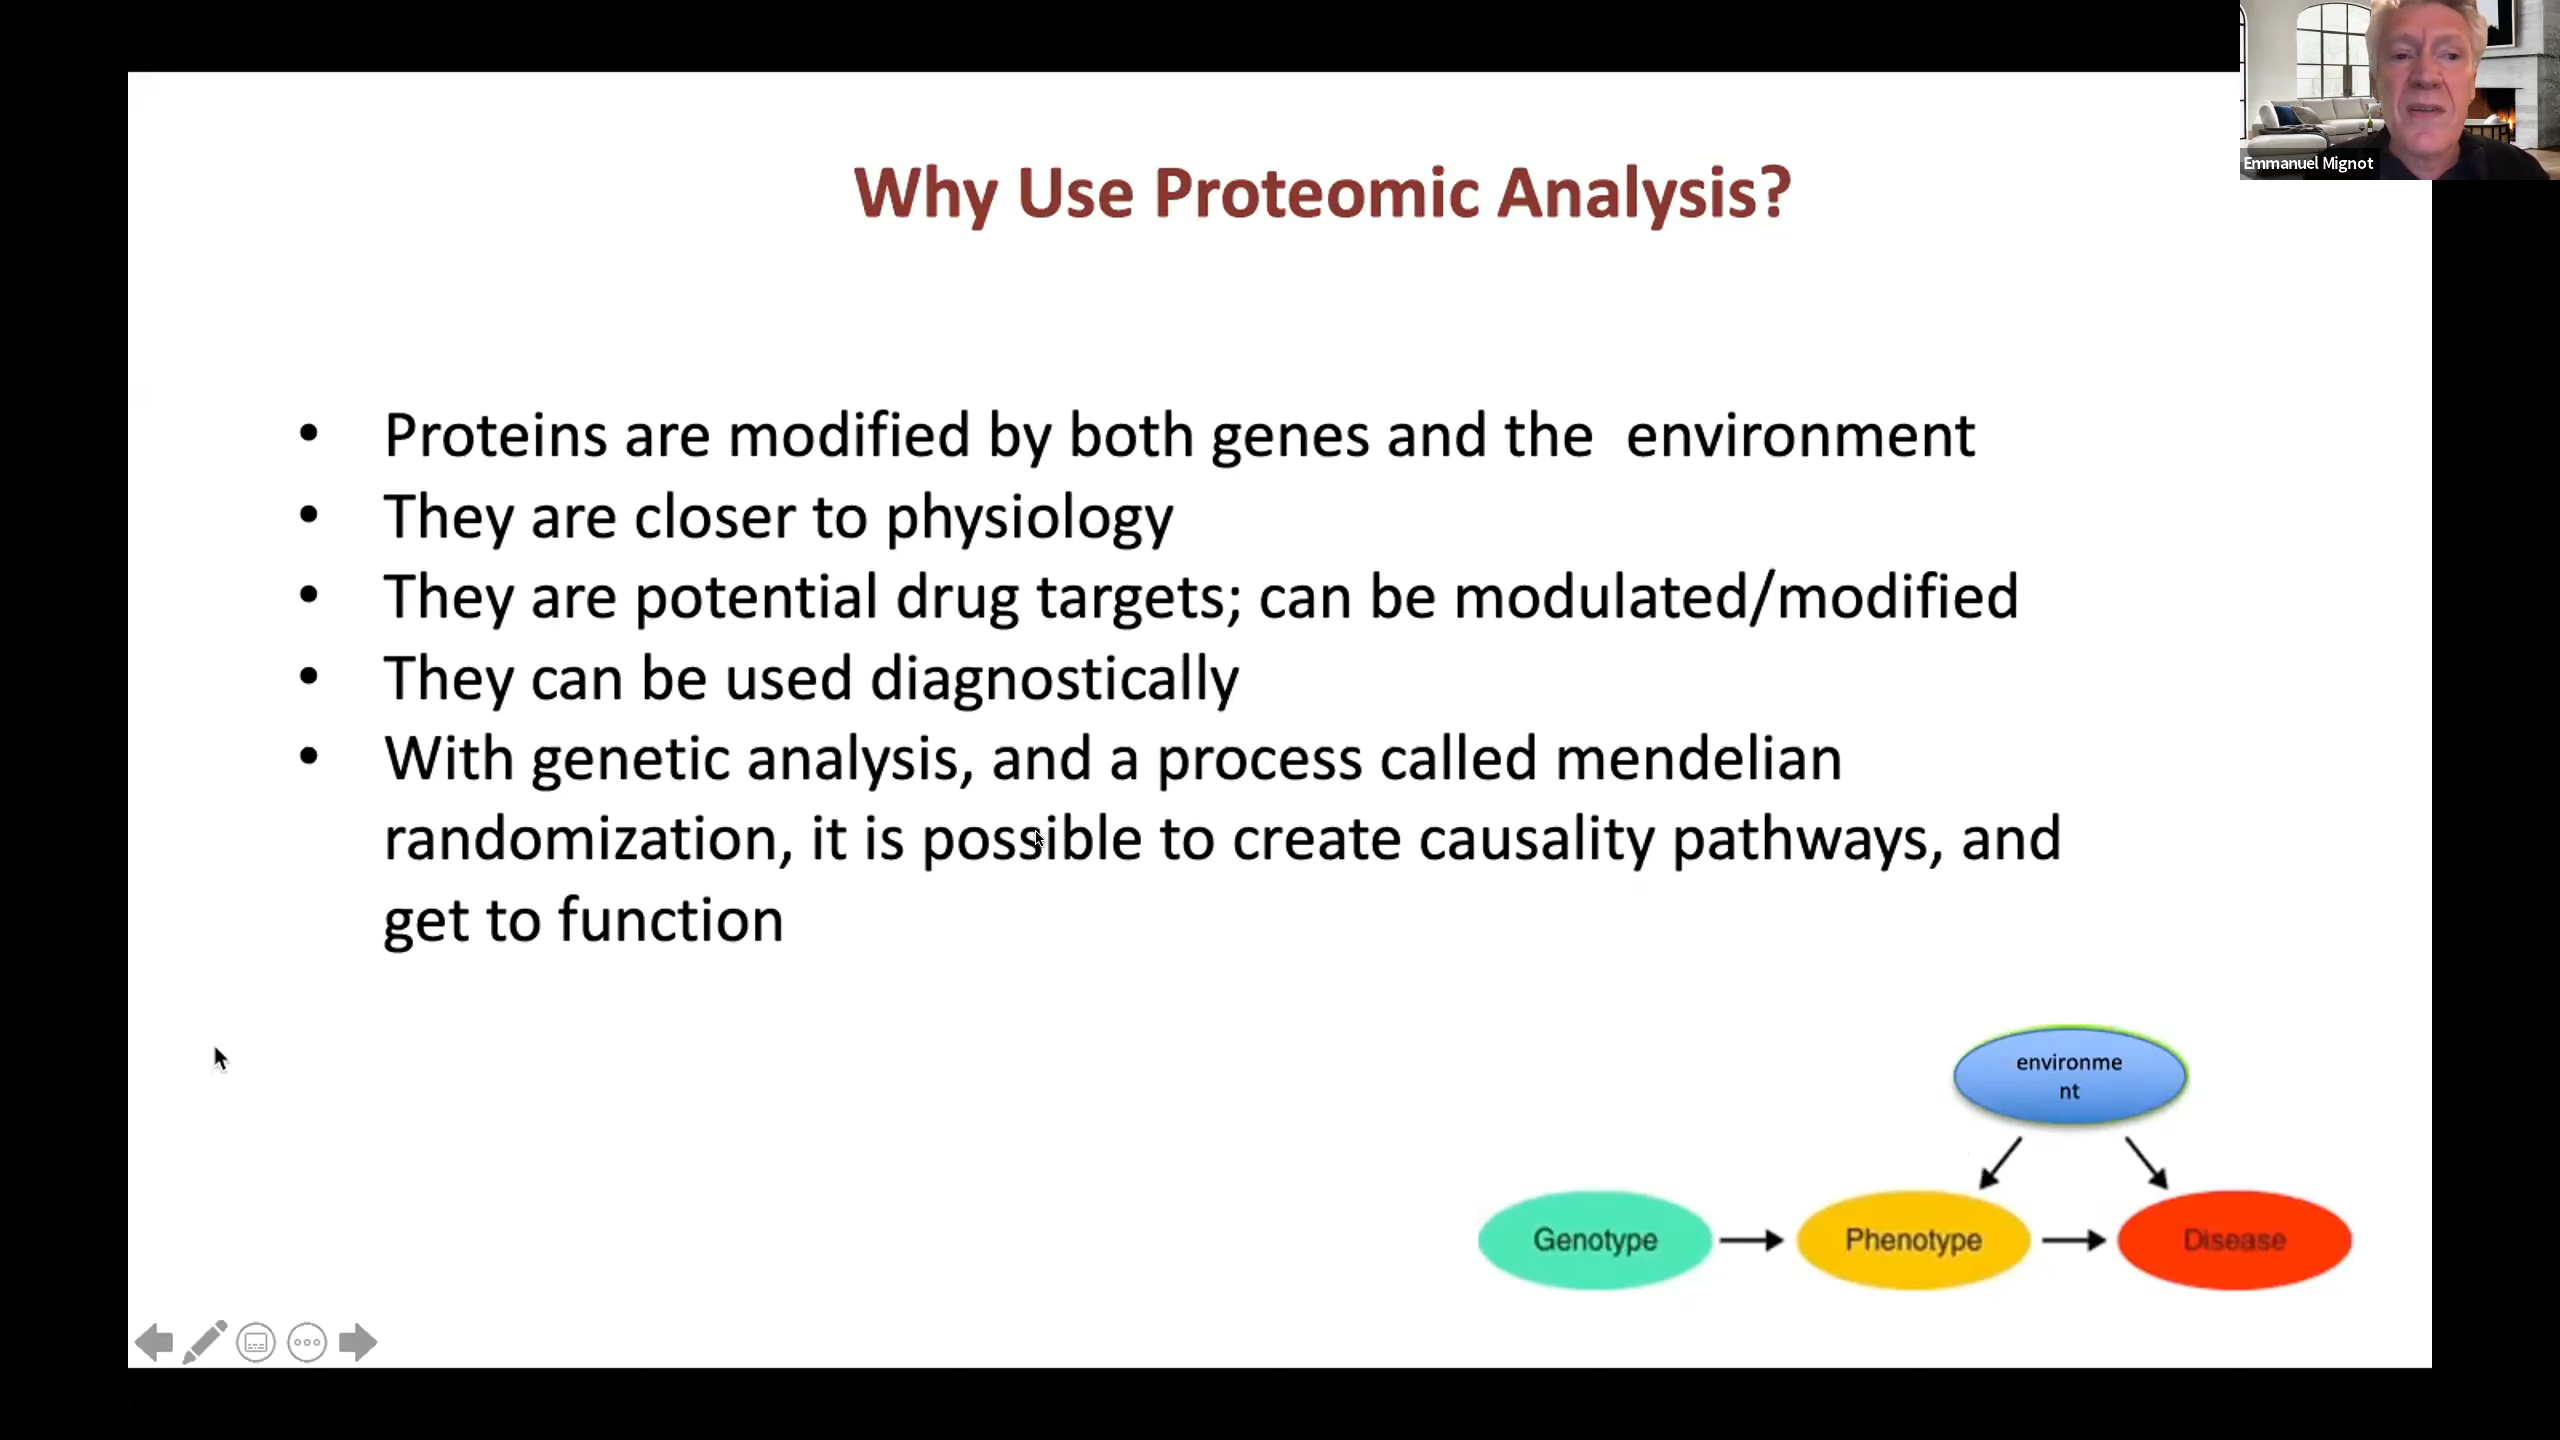 Emmanuel Mignot
Why Use Proteomic Analysis?
• Proteins are modified by both genes and the  environment
• They are closer to physiology
• They are potential drug targets; can be modulated/modified
• They can be used diagnostically
• With genetic analysis, and a process called mendelian
randomization, it is possible to create causality pathways, and
get to function
environme
nt
Genotype
Phenotype
Disease